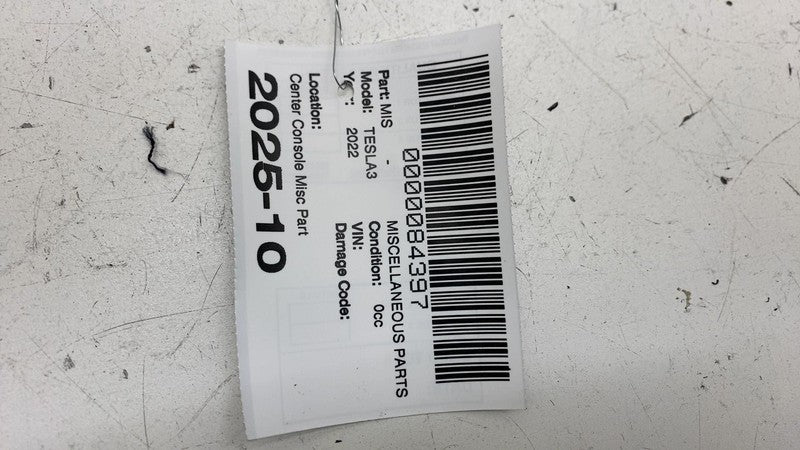 0000084397
Part: MIS - MISCELLANEOUS PARTS
Model: TESLA3 Condition: 0cc
Year: 2022 VIN:
Damage Code:
Location:
Center Console Misc Part
2025-10